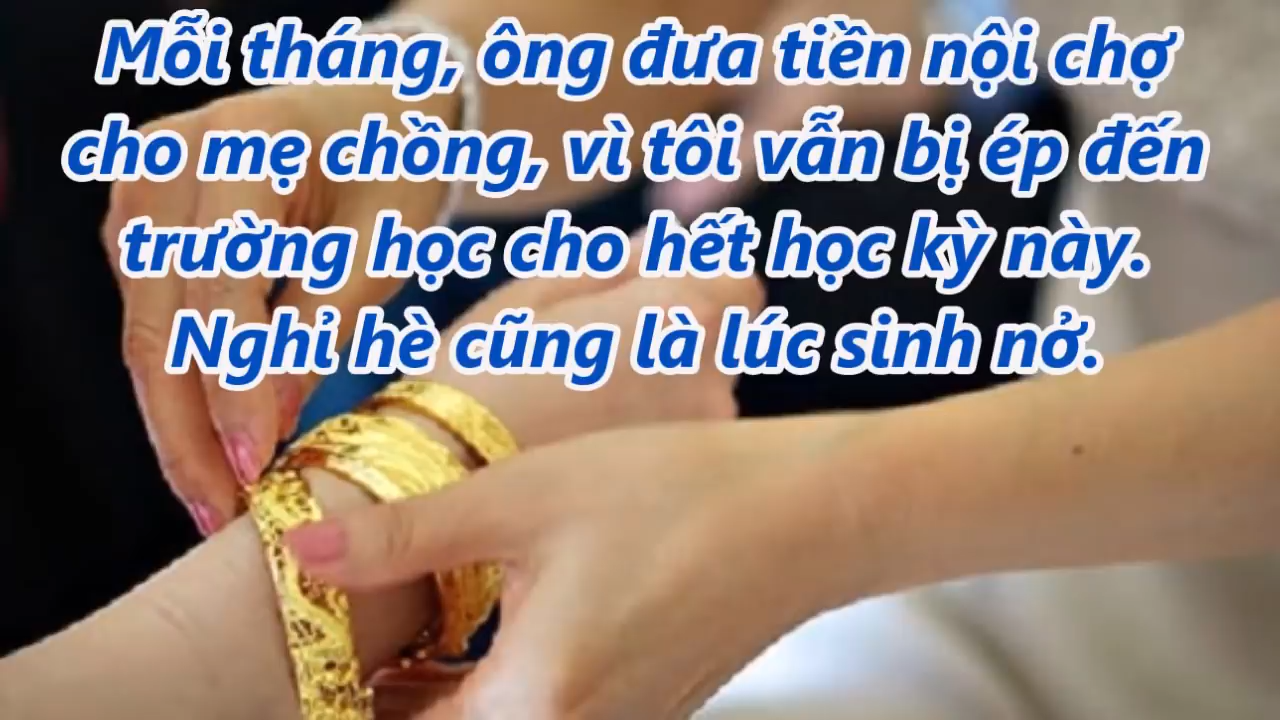 Mỗi tháng, ông đưa tiền nội chợ
cho mẹ chồng, vì tôi vẫn bị ép đến
trường học cho hết học kỳ này.
Nghỉ hè cũng là lúc sinh nở.